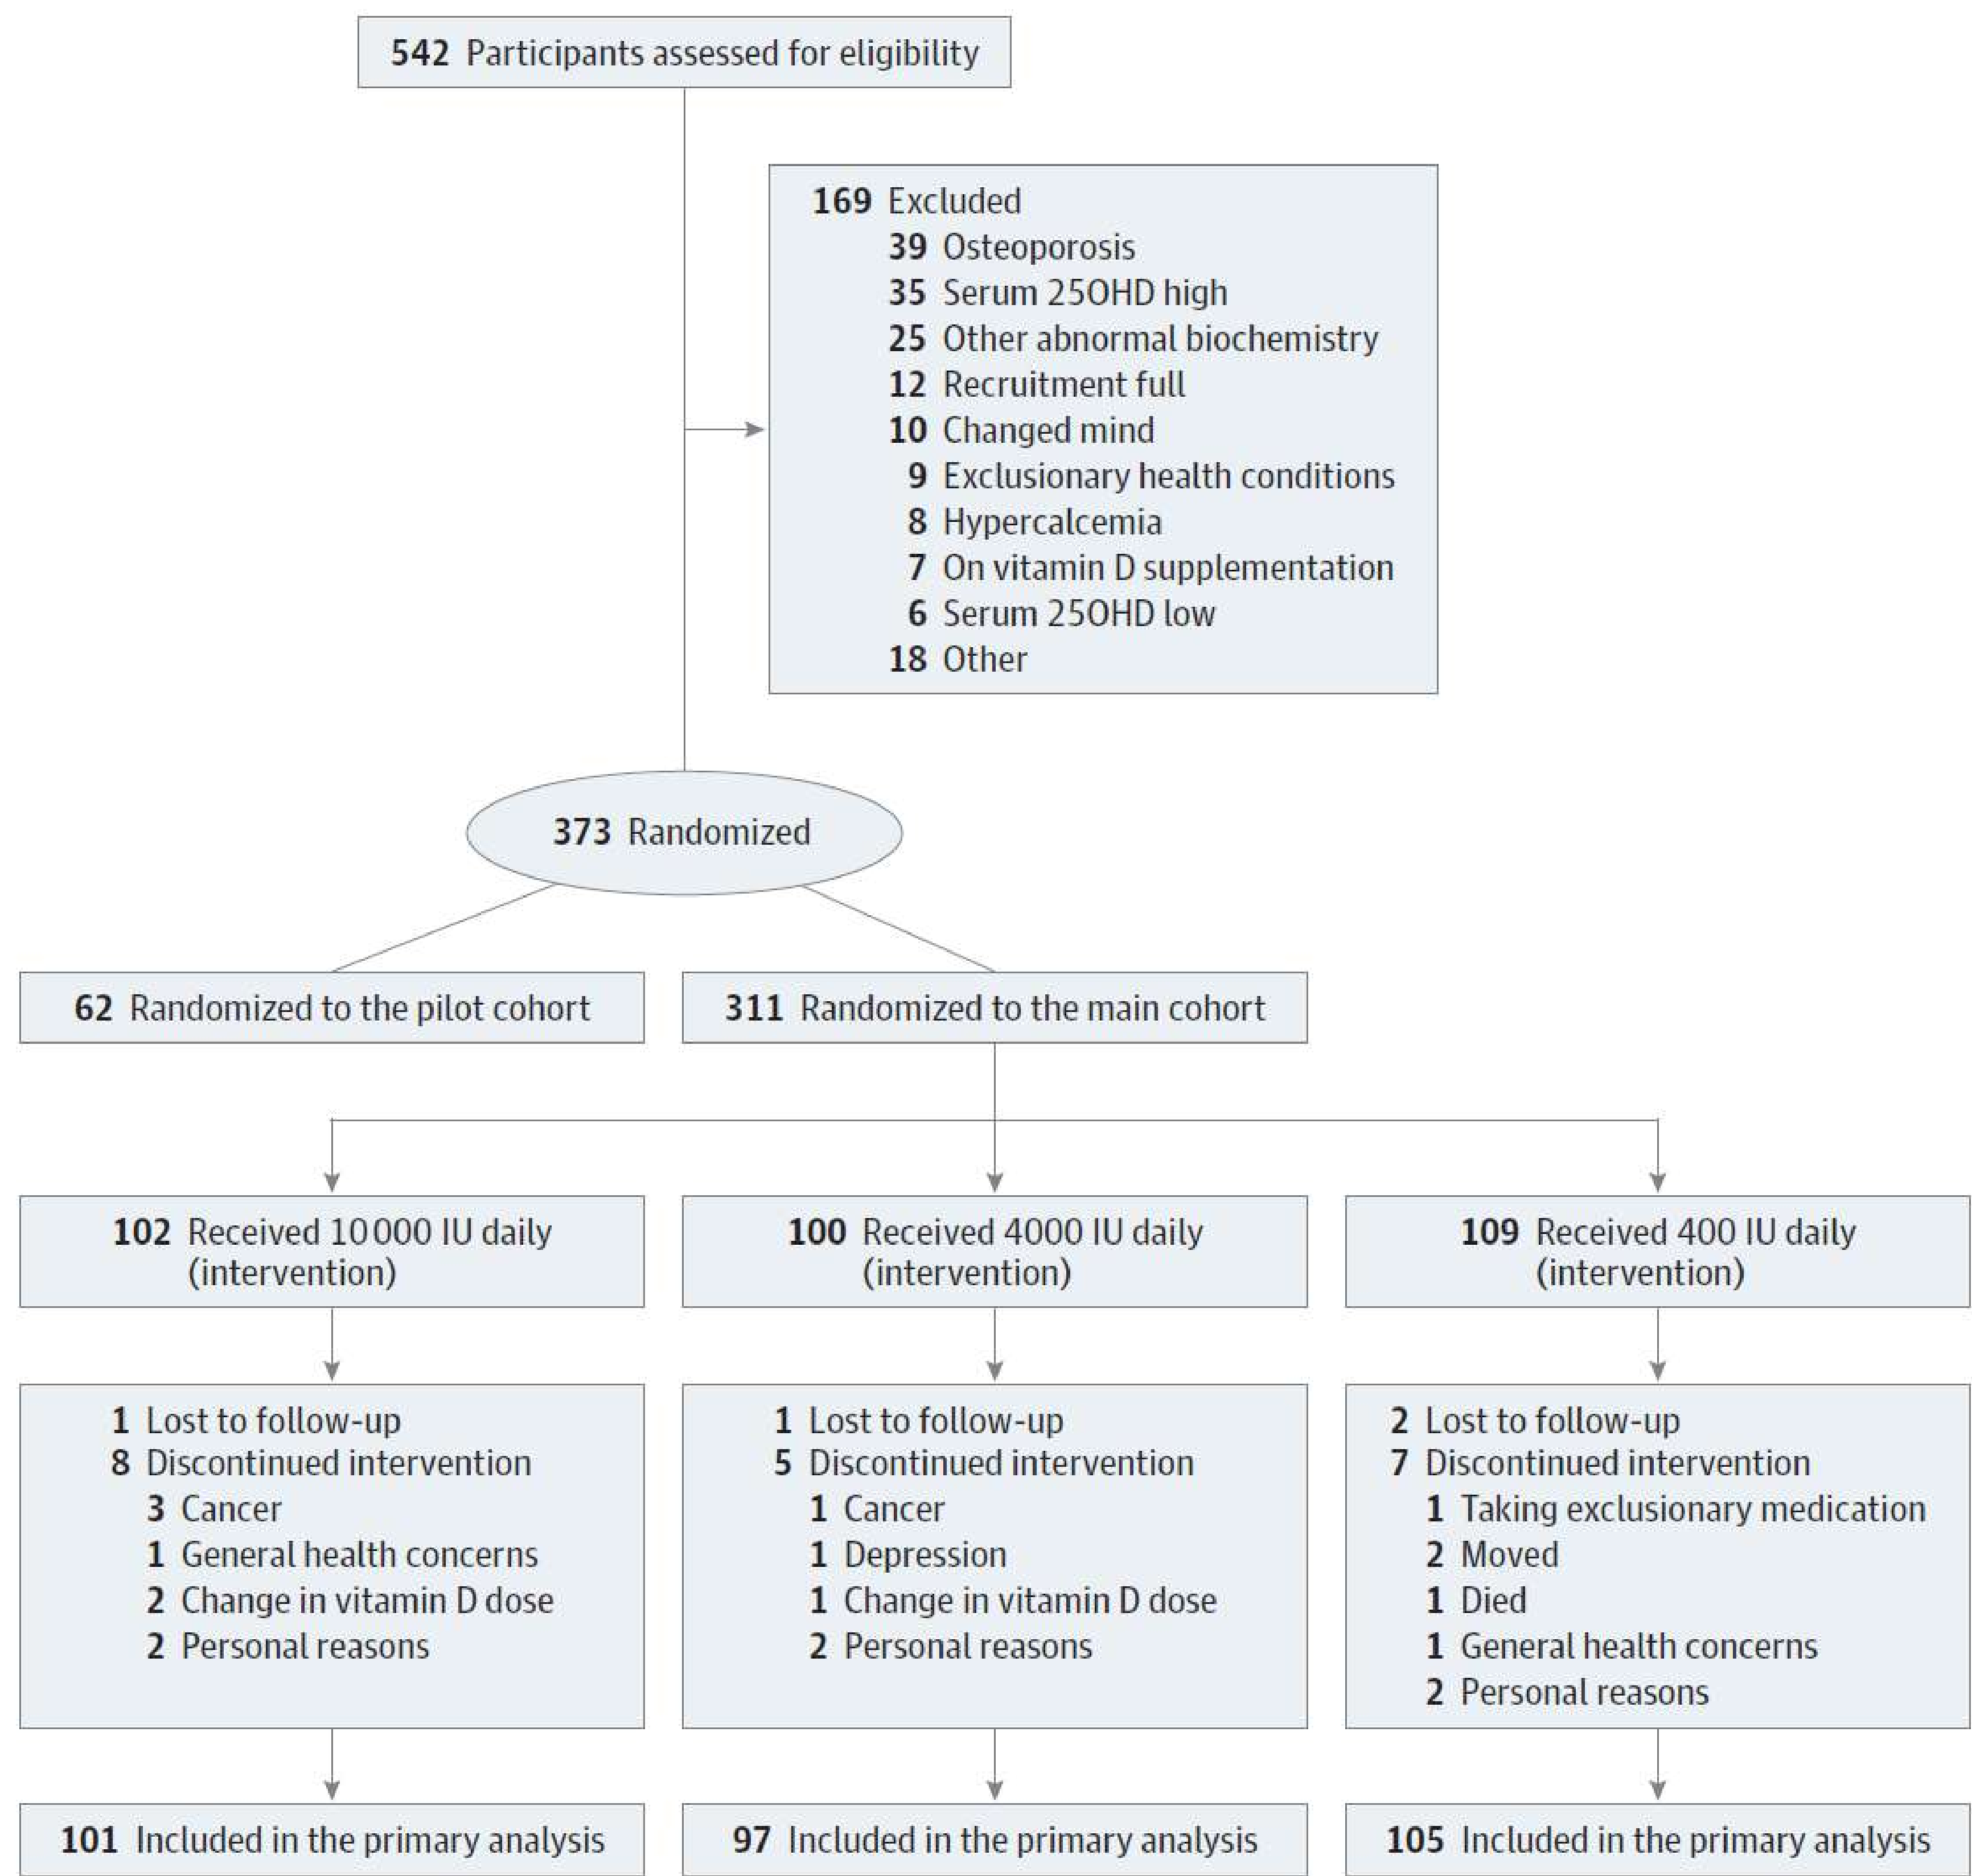 542 Participants assessed for eligibility
169 Excluded
39 Osteoporosis
35 Serum 25OHD high
25 Other abnormal biochemistry
12 Recruitment full
10 Changed mind
9 Exclusionary health conditions
8 Hypercalcemia
7 On vitamin D supplementation
6 Serum 25OHD low
18 Other
373 Randomized
62 Randomized to the pilot cohort
311 Randomized to the main cohort
102 Received 10 000 IU daily
(intervention)
100 Received 4000 IU daily
(intervention)
109 Received 400 IU daily
(intervention)
1 Lost to follow-up
8 Discontinued intervention
3 Cancer
1 General health concerns
2 Change in vitamin D dose
2 Personal reasons
1 Lost to follow-up
5 Discontinued intervention
1 Cancer
1 Depression
1 Change in vitamin D dose
2 Personal reasons
2 Lost to follow-up
7 Discontinued intervention
1 Taking exclusionary medication
2 Moved
1 Died
1 General health concerns
2 Personal reasons
101 Included in the primary analysis
97 Included in the primary analysis
105 Included in the primary analysis